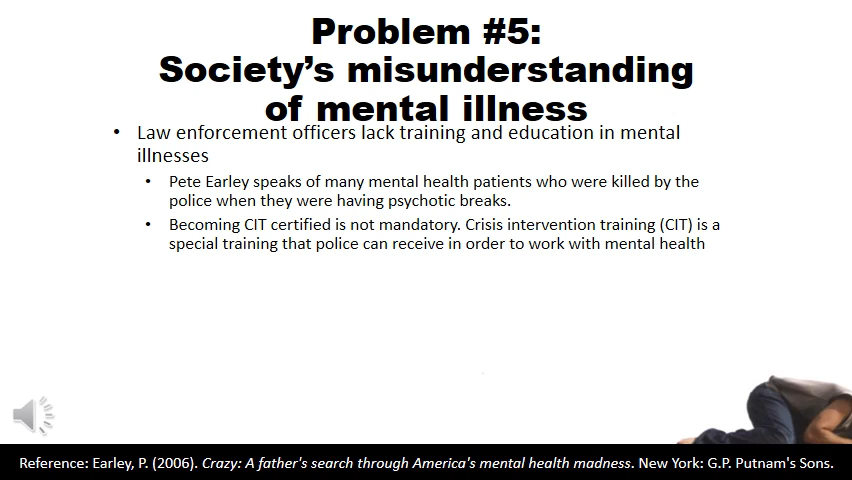 Problem #5:
Society’s misunderstanding
of mental illness
• Law enforcement officers lack training and education in mental
illnesses
• Pete Earley speaks of many mental health patients who were killed by the
police when they were having psychotic breaks.
• Becoming CIT certified is not mandatory. Crisis intervention training (CIT) is a
special training that police can receive in order to work with mental health
Reference: Earley, P. (2006). Crazy: A father's search through America's mental health madness. New York: G.P. Putnam's Sons.